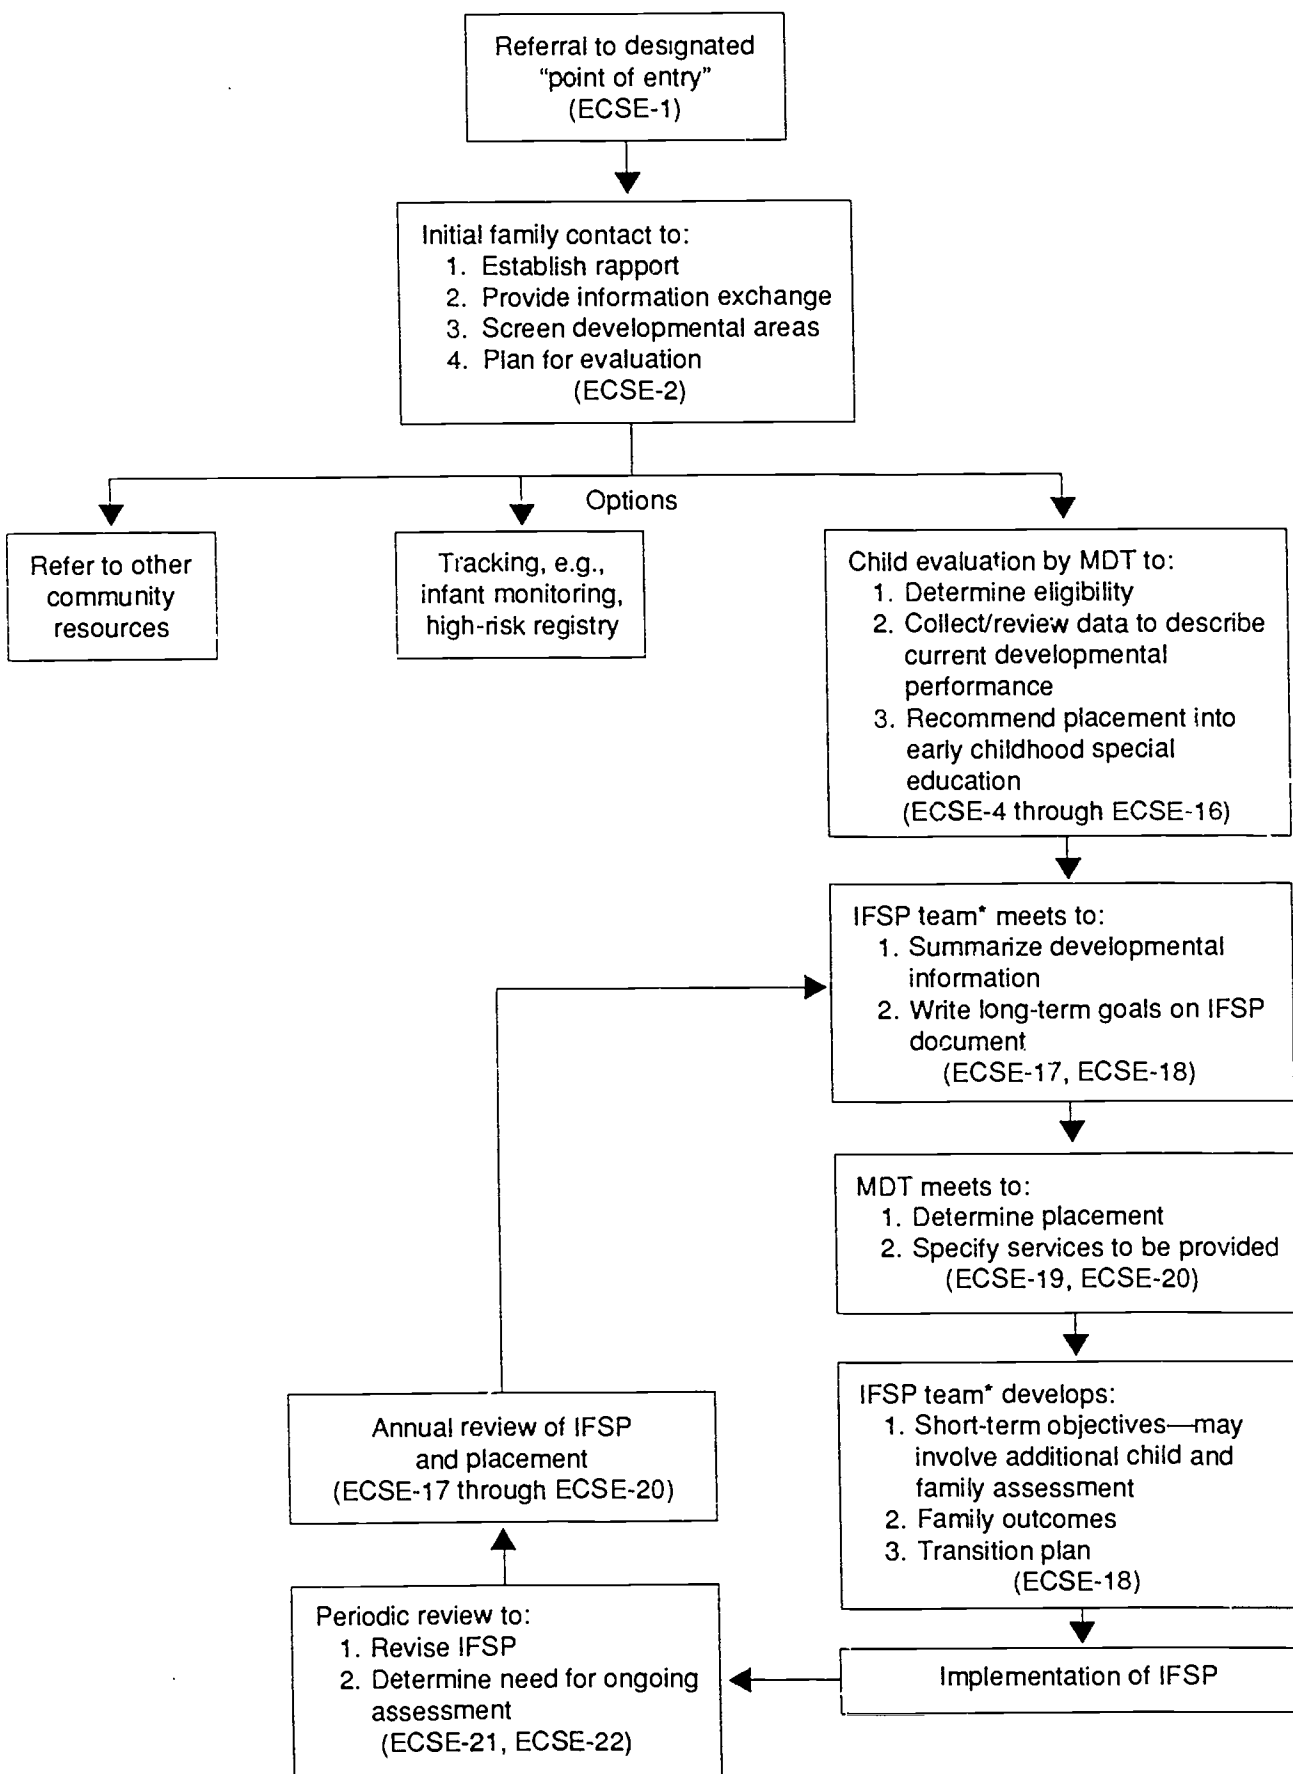 Referral to designated
“point of entry”
(ECSE-1)
Initial family contact to:
1. Establish rapport
2. Provide information exchange
3. Screen developmental areas
4. Plan for evaluation
(ECSE-2)
Options
Refer to other
community
resources
Tracking, e.g.,
infant monitoring,
high-risk registry
Child evaluation by MDT to:
1. Determine eligibility
2. Collect/review data to describe
current developmental
performance
3. Recommend placement into
early childhood special
education
(ECSE-4 through ECSE-16)
IFSP team* meets to:
1. Summarize developmental
information
2. Write long-term goals on IFSP
document
(ECSE-17, ECSE-18)
MDT meets to:
1. Determine placement
2. Specify services to be provided
(ECSE-19, ECSE-20)
IFSP team* develops:
1. Short-term objectives—may
involve additional child and
family assessment
2. Family outcomes
3. Transition plan
(ECSE-18)
Implementation of IFSP
Periodic review to:
1. Revise IFSP
2. Determine need for ongoing
assessment
(ECSE-21, ECSE-22)
Annual review of IFSP
and placement
(ECSE-17 through ECSE-20)